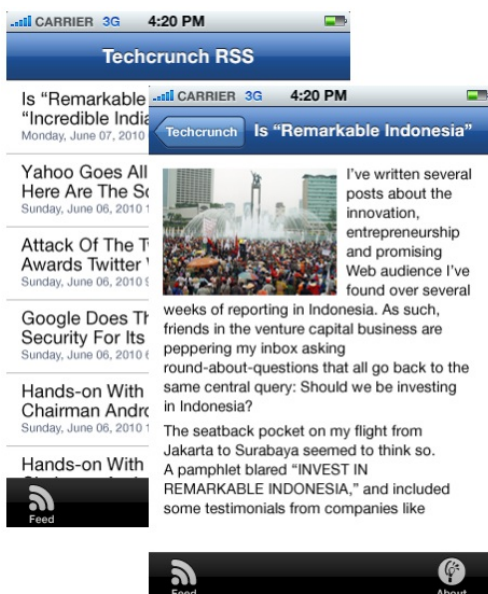 CARRIER 3G 4:20 PM
Techcrunch RSS
Is “Remarkable
“Incredible India
Monday, June 07, 2010
Yahoo Goes All
Here Are The
Sunday, June 06, 2010
Attack Of The
Awards Twitter
Sunday, June 06, 2010
Google Does
Security For Its
Sunday, June 06, 2010
Hands-on With
Chairman
Sunday, June 06, 2010
Hands-on With
Feed
CARRIER 3G 4:20 PM
Techcrunch Is “Remarkable Indonesia”
I’ve written several
posts about the
innovation,
entrepreneurship
and promising
Web audience I’ve
found over several
weeks of reporting in Indonesia. As such,
friends in the venture capital business are
peppering my inbox asking
round-about-questions that all go back to the
same central query: Should we be investing
in Indonesia?
The seatback pocket on my flight from
Jakarta to Surabaya seemed to think so.
A pamphlet blared “INVEST IN
REMARKABLE INDONESIA,” and included
some testimonials from companies like
Feed About